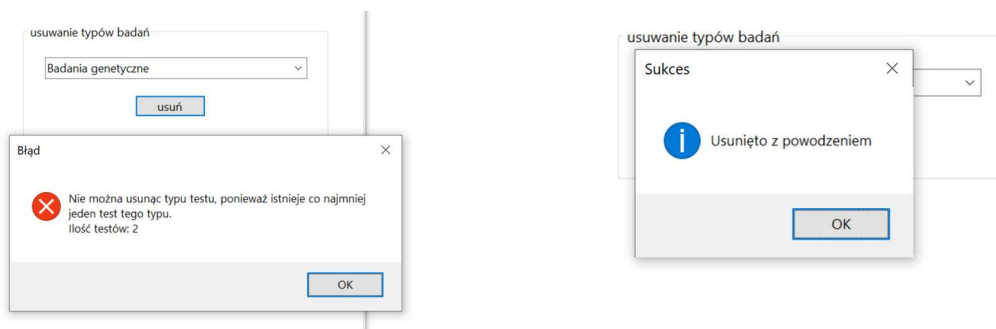 usuwanie typów badań
Badania genetyczne
usuń
Błąd
Nie można usunąc typu testu, ponieważ istnieje co najmniej
jeden test tego typu.
Ilość testów: 2
OK
usuwanie typów badań
Sukces
Usunięto z powodzeniem
OK